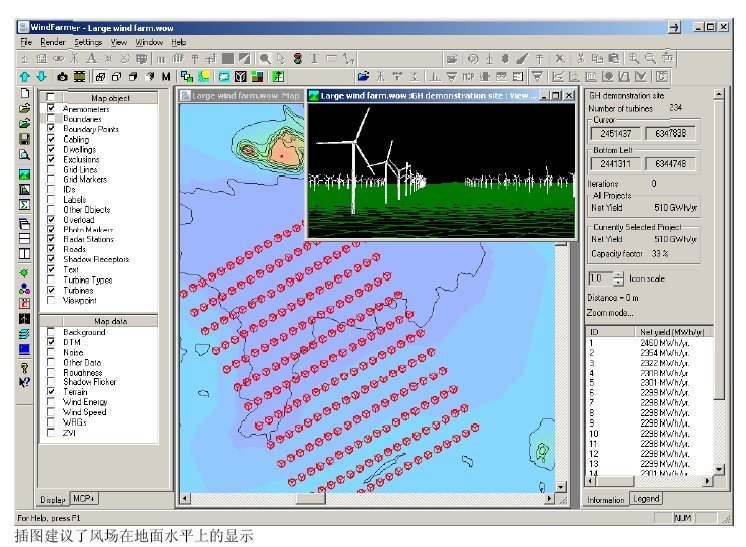 WindFarmer - Large wind farm.wow
File Render Settings View Window Help
Map object
Anemometers
Boundaries
Boundary Points
Cabling
Dwellings
Exclusions
Grid Lines
Grid Markers
IDs
Labels
Other Objects
Overload
Photo Markers
Radar Stations
Roads
Shadow Receptors
Text
Turbine Types
Turbines
Viewpoint
Map data
Background
DTM
Noise
Other Data
Roughness
Shadow Flicker
Terrain
Wind Energy
Wind Speed
WRGs
ZVI
Display MCP+
Large wind farm.wow Map
Large wind farm.wow :GH demonstration site : View...
GH demonstration site
Number of turbines 234
Cursor
2451437 6347838
Bottom Left
2441311 6344748
Iterations 0
All Projects
Net Yield 510 GWh/yr
Currently Selected Project
Net Yield 510 GWh/yr
Capacity factor 33 %
1.0 Icon scale
Distance = 0 m
Zoom mode...
ID Net yield (MWh/yr)
1 2460 MWh/yr.
2 2354 MWh/yr.
3 2322 MWh/yr.
4 2308 MWh/yr.
5 2301 MWh/yr.
6 2299 MWh/yr.
7 2298 MWh/yr.
8 2298 MWh/yr.
9 2298 MWh/yr.
10 2298 MWh/yr.
11 2298 MWh/yr.
12 2298 MWh/yr.
13 2299 MWh/yr.
14 2301 MWh/yr.
Information Legend
For Help, press F1
NUM
插图建议了风场在地面水平上的显示